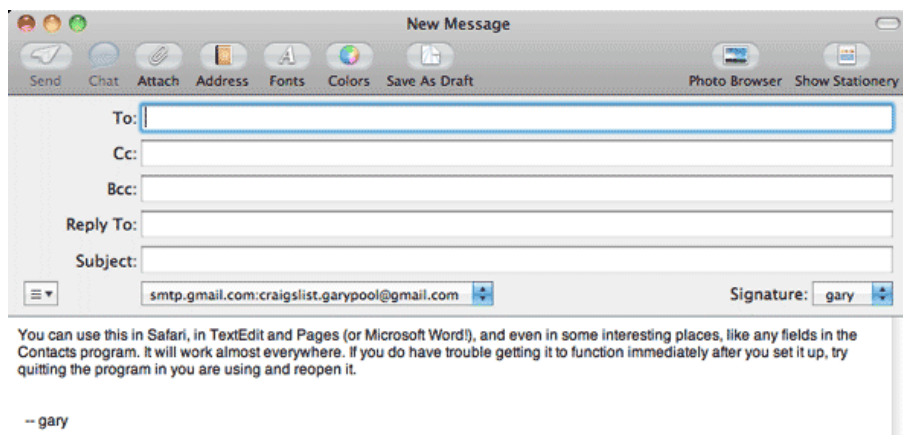 New Message
Send Chat Attach Address Fonts Colors Save As Draft Photo Browser Show Stationery
To:
Cc:
Bcc:
Reply To:
Subject:
smtp.gmail.com:craigslist.garypool@gmail.com Signature: gary
You can use this in Safari, in TextEdit and Pages (or Microsoft Word!), and even in some interesting places, like any fields in the
Contacts program. It will work almost everywhere. If you do have trouble getting it to function immediately after you set it up, try
quitting the program in you are using and reopen it.
-- gary